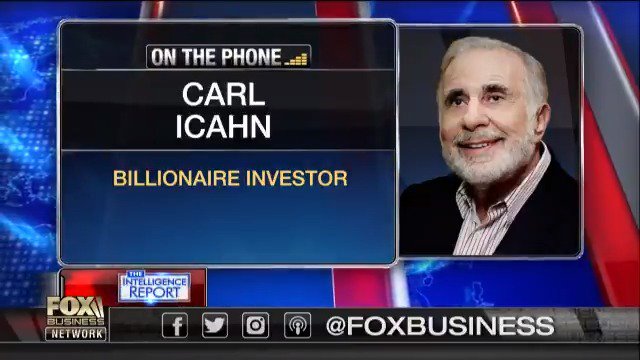 ON THE PHONE
CARL
ICAHN
BILLIONAIRE INVESTOR
THE
INTELLIGENCE
REPORT
FOX
BUSINESS
NETWORK
@FOXBUSINESS